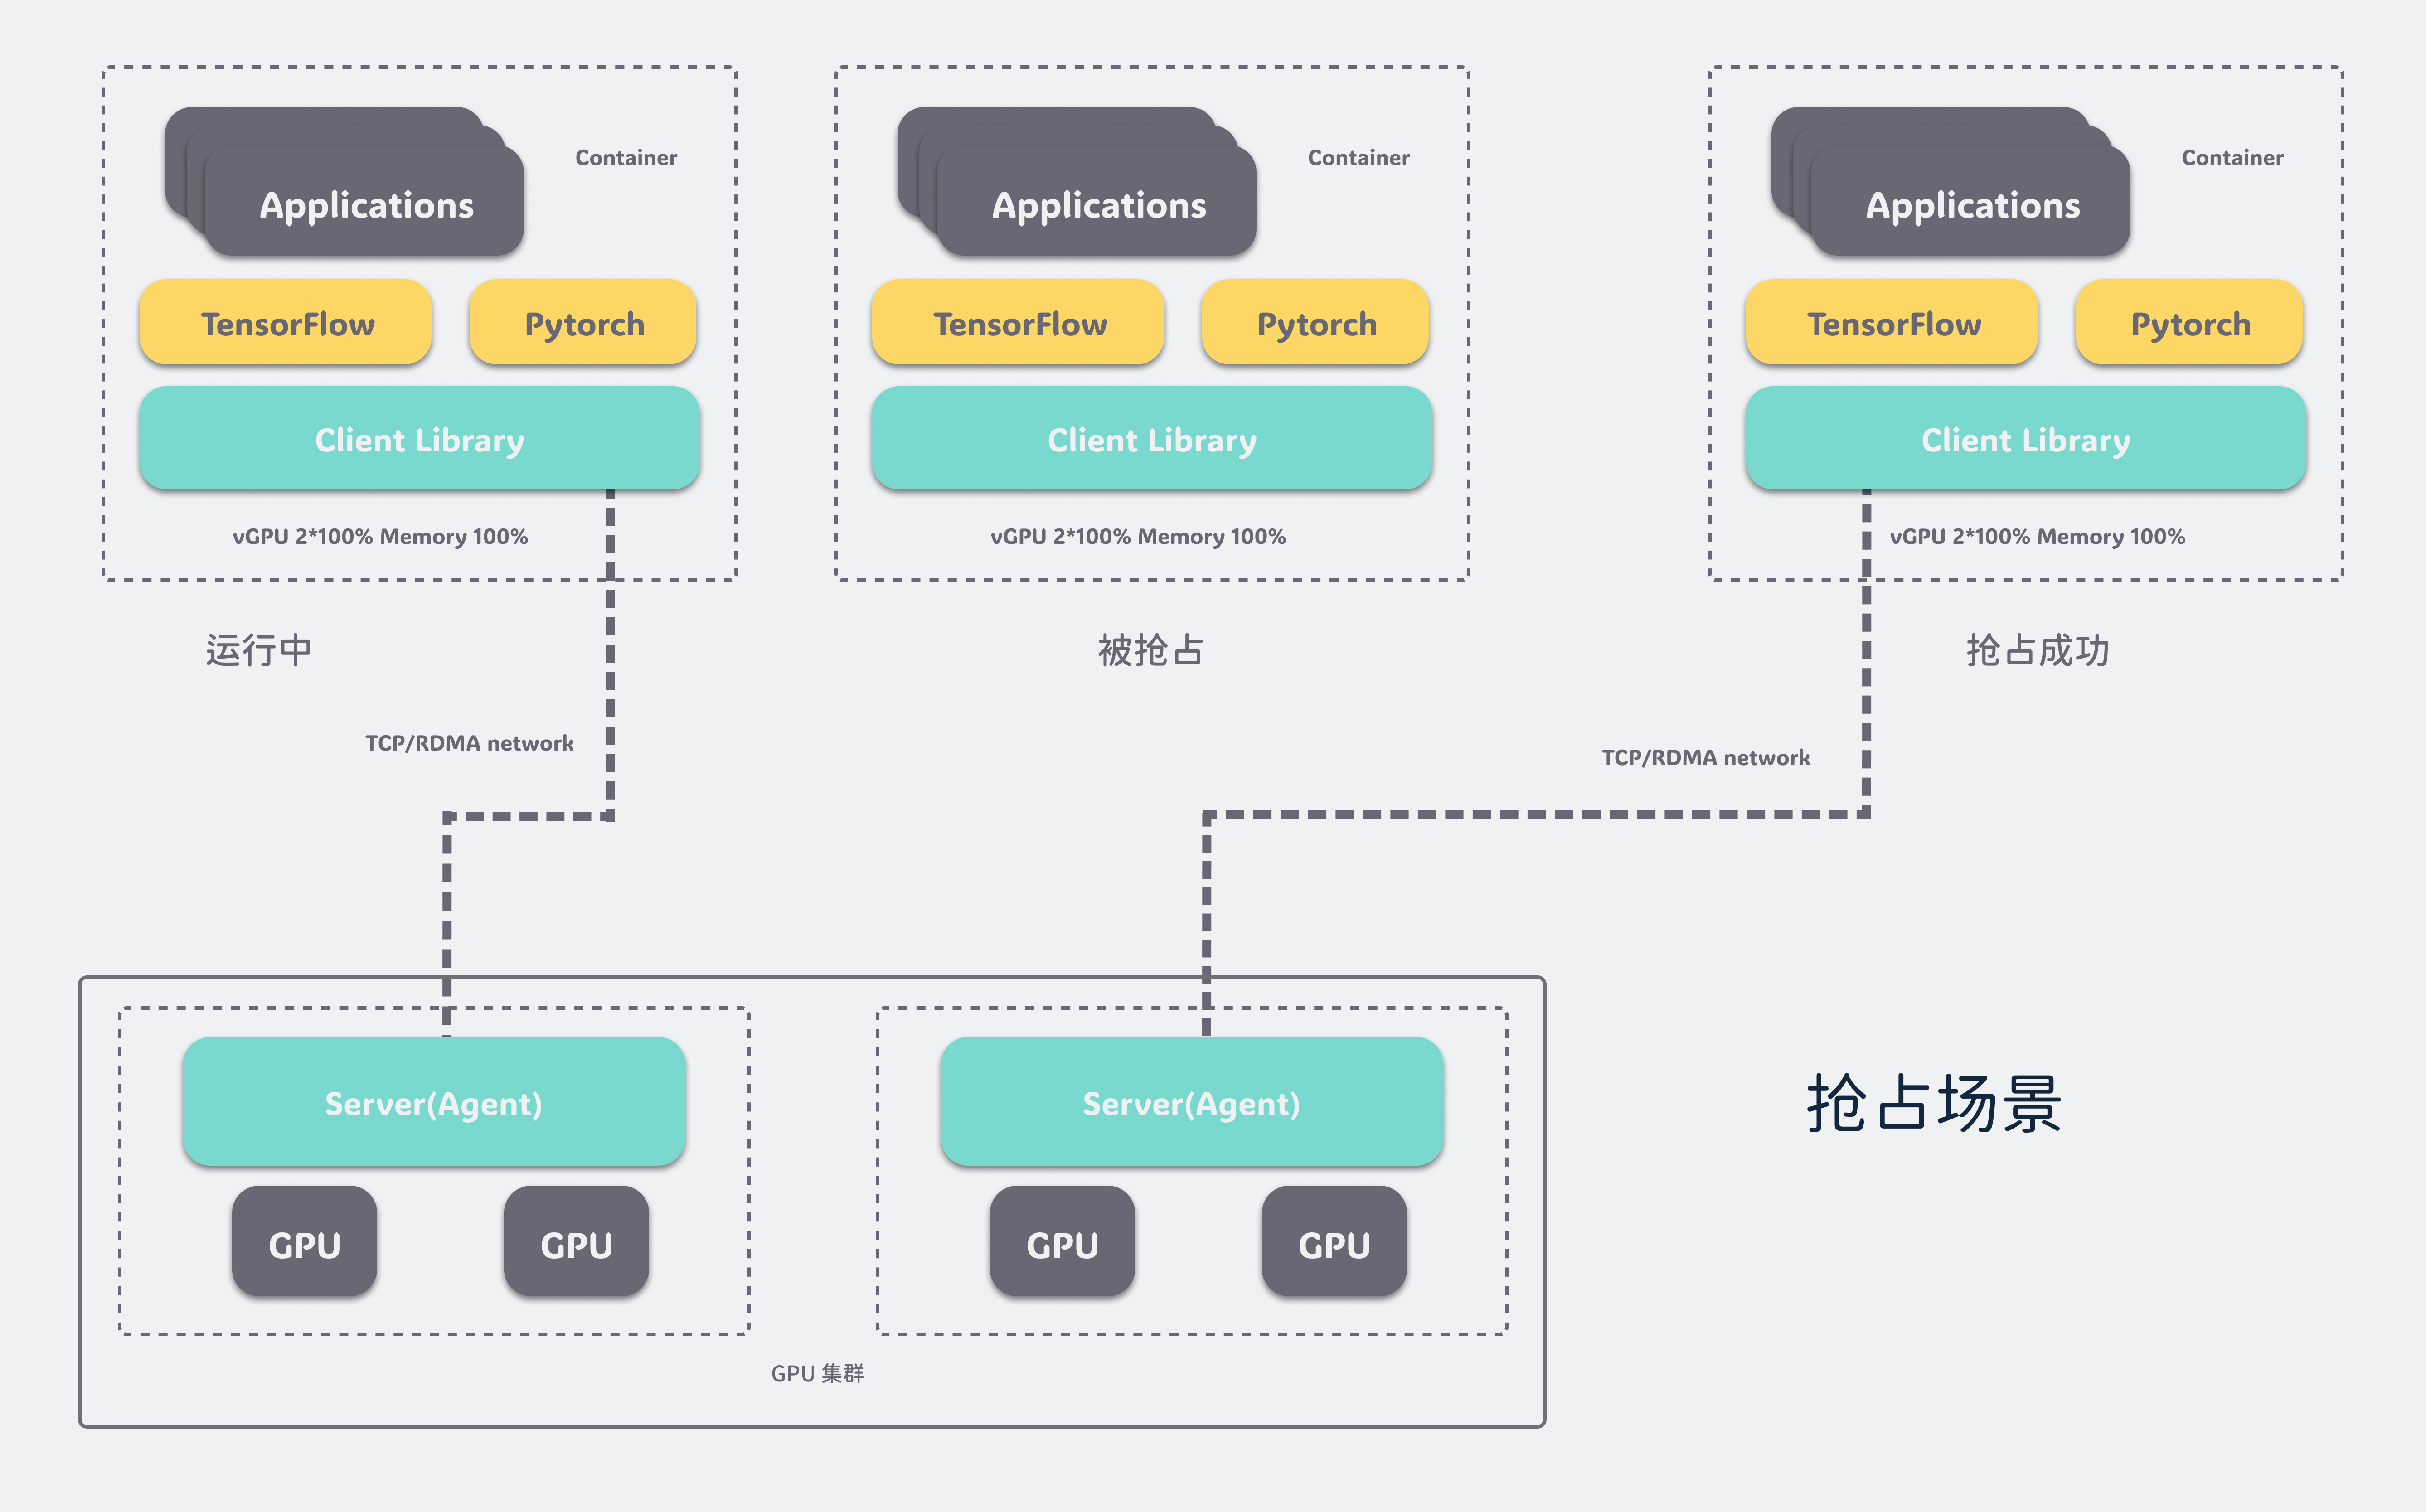 Applications
Container
TensorFlow
Pytorch
Client Library
vGPU 2*100% Memory 100%
运行中
TCP/RDMA network
Applications
Container
TensorFlow
Pytorch
Client Library
vGPU 2*100% Memory 100%
被抢占
Applications
Container
TensorFlow
Pytorch
Client Library
vGPU 2*100% Memory 100%
抢占成功
TCP/RDMA network
Server(Agent)
GPU
GPU
Server(Agent)
GPU
GPU
GPU 集群
抢占场景